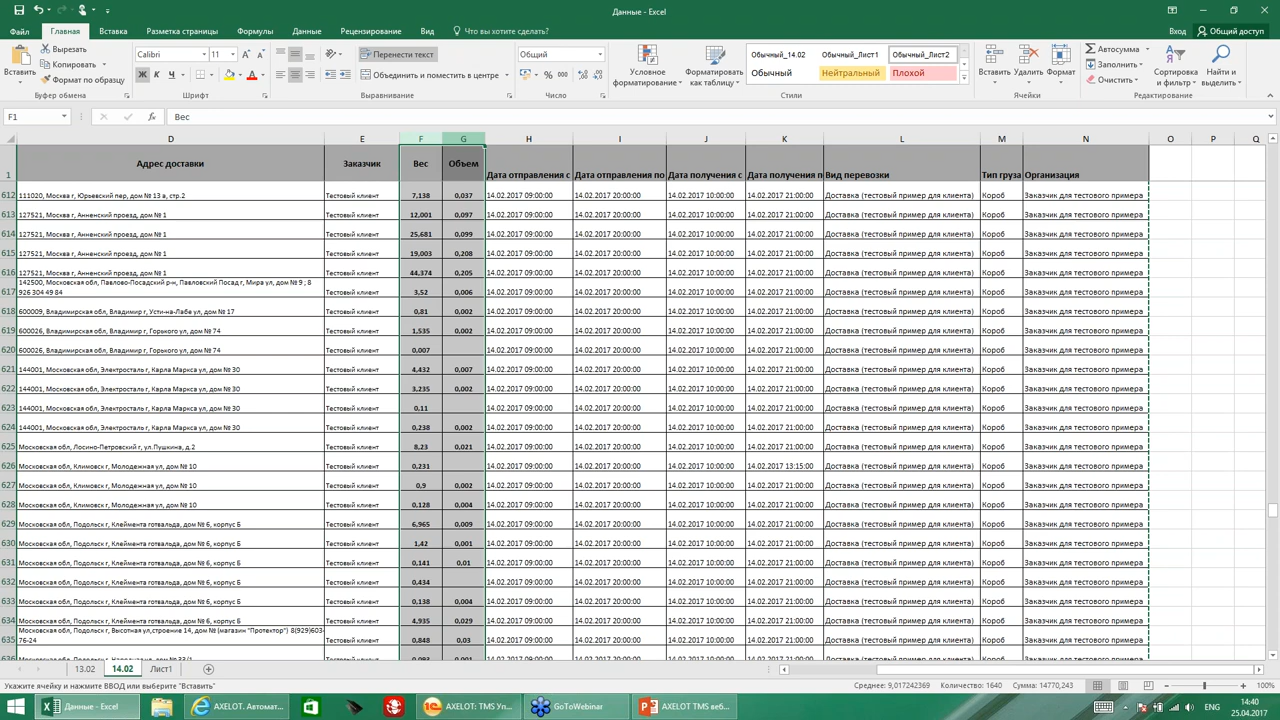 Данные - Excel
Файл Главная Вставка Разметка страницы Формулы Данные Рецензирование Вид Что вы хотите сделать? Вход Общий доступ
Вставить Вырезать Копировать Формат по образцу Буфер обмена
Calibri 11 Ж К Ч Шрифт
Перенести текст Объединить и поместить в центре Выравнивание
Общий % 000 Число
Условное форматирование Форматировать как таблицу
Обычный_14.02 Обычный_Лист1 Обычный_Лист2
Обычный Нейтральный Плохой Стили
Вставить Удалить Формат Ячейки
Автосумма Заполнить Очистить Сортировка и фильтр Найти и выделить Редактирование
F1 fx Вес
D E F G H I J K L M N O P Q
1 Адрес доставки Заказчик Вес Объем Дата отправления с Дата отправления по Дата получения с Дата получения п Вид перевозки Тип груза Организация
612 111020, Москва г, Юрьевский пер, дом № 13 а, стр.2 Тестовый клиент 7,138 0,037 14.02.2017 09:00:00 14.02.2017 20:00:00 14.02.2017 10:00:00 14.02.2017 21:00:00 Доставка (тестовый пример для клиента) Короб Заказчик для тестового примера
613 127521, Москва г, Анненский проезд, дом № 1 Тестовый клиент 12,001 0,097 14.02.2017 09:00:00 14.02.2017 20:00:00 14.02.2017 10:00:00 14.02.2017 21:00:00 Доставка (тестовый пример для клиента) Короб Заказчик для тестового примера
614 127521, Москва г, Анненский проезд, дом № 1 Тестовый клиент 25,681 0,099 14.02.2017 09:00:00 14.02.2017 20:00:00 14.02.2017 10:00:00 14.02.2017 21:00:00 Доставка (тестовый пример для клиента) Короб Заказчик для тестового примера
615 127521, Москва г, Анненский проезд, дом № 1 Тестовый клиент 19,003 0,208 14.02.2017 09:00:00 14.02.2017 20:00:00 14.02.2017 10:00:00 14.02.2017 21:00:00 Доставка (тестовый пример для клиента) Короб Заказчик для тестового примера
616 127521, Москва г, Анненский проезд, дом № 1 Тестовый клиент 44,374 0,205 14.02.2017 09:00:00 14.02.2017 20:00:00 14.02.2017 10:00:00 14.02.2017 21:00:00 Доставка (тестовый пример для клиента) Короб Заказчик для тестового примера
142500, Московская обл, Павлово-Посадский р-н, Павловский Посад г, Мира ул, дом № 9 ; 8
617 926 304 49 84 Тестовый клиент 3,52 0,006 14.02.2017 09:00:00 14.02.2017 20:00:00 14.02.2017 10:00:00 14.02.2017 21:00:00 Доставка (тестовый пример для клиента) Короб Заказчик для тестового примера
618 600009, Владимирская обл, Владимир г, Усти-на-Лабе ул, дом № 17 Тестовый клиент 0,81 0,002 14.02.2017 09:00:00 14.02.2017 20:00:00 14.02.2017 10:00:00 14.02.2017 21:00:00 Доставка (тестовый пример для клиента) Короб Заказчик для тестового примера
619 600026, Владимирская обл, Владимир г, Горького ул, дом № 74 Тестовый клиент 1,535 0,002 14.02.2017 09:00:00 14.02.2017 20:00:00 14.02.2017 10:00:00 14.02.2017 21:00:00 Доставка (тестовый пример для клиента) Короб Заказчик для тестового примера
620 600026, Владимирская обл, Владимир г, Горького ул, дом № 74 Тестовый клиент 0,007 14.02.2017 09:00:00 14.02.2017 20:00:00 14.02.2017 10:00:00 14.02.2017 21:00:00 Доставка (тестовый пример для клиента) Короб Заказчик для тестового примера
621 144001, Московская обл, Электросталь г, Карла Маркса ул, дом № 30 Тестовый клиент 4,432 0,007 14.02.2017 09:00:00 14.02.2017 20:00:00 14.02.2017 10:00:00 14.02.2017 21:00:00 Доставка (тестовый пример для клиента) Короб Заказчик для тестового примера
622 144001, Московская обл, Электросталь г, Карла Маркса ул, дом № 30 Тестовый клиент 3,235 0,002 14.02.2017 09:00:00 14.02.2017 20:00:00 14.02.2017 10:00:00 14.02.2017 21:00:00 Доставка (тестовый пример для клиента) Короб Заказчик для тестового примера
623 144001, Московская обл, Электросталь г, Карла Маркса ул, дом № 30 Тестовый клиент 0,11 14.02.2017 09:00:00 14.02.2017 20:00:00 14.02.2017 10:00:00 14.02.2017 21:00:00 Доставка (тестовый пример для клиента) Короб Заказчик для тестового примера
624 144001, Московская обл, Электросталь г, Карла Маркса ул, дом № 30 Тестовый клиент 0,238 0,002 14.02.2017 09:00:00 14.02.2017 20:00:00 14.02.2017 10:00:00 14.02.2017 21:00:00 Доставка (тестовый пример для клиента) Короб Заказчик для тестового примера
625 Московская обл, Лосино-Петровский г, ул.Пушкина, д.2 Тестовый клиент 8,23 0,021 14.02.2017 09:00:00 14.02.2017 20:00:00 14.02.2017 10:00:00 14.02.2017 21:00:00 Доставка (тестовый пример для клиента) Короб Заказчик для тестового примера
626 Московская обл, Климовск г, Молодежная ул, дом № 10 Тестовый клиент 0,231 14.02.2017 09:00:00 14.02.2017 20:00:00 14.02.2017 10:00:00 14.02.2017 13:15:00 Доставка (тестовый пример для клиента) Короб Заказчик для тестового примера
627 Московская обл, Климовск г, Молодежная ул, дом № 10 Тестовый клиент 0,9 0,002 14.02.2017 09:00:00 14.02.2017 20:00:00 14.02.2017 10:00:00 14.02.2017 21:00:00 Доставка (тестовый пример для клиента) Короб Заказчик для тестового примера
628 Московская обл, Климовск г, Молодежная ул, дом № 10 Тестовый клиент 0,128 0,004 14.02.2017 09:00:00 14.02.2017 20:00:00 14.02.2017 10:00:00 14.02.2017 21:00:00 Доставка (тестовый пример для клиента) Короб Заказчик для тестового примера
629 Московская обл, Подольск г, Клеймента готвальда, дом № 6, корпус Б Тестовый клиент 6,965 0,009 14.02.2017 09:00:00 14.02.2017 20:00:00 14.02.2017 10:00:00 14.02.2017 21:00:00 Доставка (тестовый пример для клиента) Короб Заказчик для тестового примера
630 Московская обл, Подольск г, Клеймента готвальда, дом № 6, корпус Б Тестовый клиент 1,42 0,001 14.02.2017 09:00:00 14.02.2017 20:00:00 14.02.2017 10:00:00 14.02.2017 21:00:00 Доставка (тестовый пример для клиента) Короб Заказчик для тестового примера
631 Московская обл, Подольск г, Клеймента готвальда, дом № 6, корпус Б Тестовый клиент 0,141 0,01 14.02.2017 09:00:00 14.02.2017 20:00:00 14.02.2017 10:00:00 14.02.2017 21:00:00 Доставка (тестовый пример для клиента) Короб Заказчик для тестового примера
632 Московская обл, Подольск г, Клеймента готвальда, дом № 6, корпус Б Тестовый клиент 0,434 14.02.2017 09:00:00 14.02.2017 20:00:00 14.02.2017 10:00:00 14.02.2017 21:00:00 Доставка (тестовый пример для клиента) Короб Заказчик для тестового примера
633 Московская обл, Подольск г, Клеймента готвальда, дом № 6, корпус Б Тестовый клиент 0,138 0,004 14.02.2017 09:00:00 14.02.2017 20:00:00 14.02.2017 10:00:00 14.02.2017 21:00:00 Доставка (тестовый пример для клиента) Короб Заказчик для тестового примера
634 Московская обл, Подольск г, Клеймента готвальда, дом № 6, корпус Б Тестовый клиент 4,935 0,029 14.02.2017 09:00:00 14.02.2017 20:00:00 14.02.2017 10:00:00 14.02.2017 21:00:00 Доставка (тестовый пример для клиента) Короб Заказчик для тестового примера
Московская обл, Подольск г, Высотная ул,строение 14, дом № (магазин "Протектор") 8(929)603
635 76-24 Тестовый клиент 0,848 0,03 14.02.2017 09:00:00 14.02.2017 20:00:00 14.02.2017 10:00:00 14.02.2017 21:00:00 Доставка (тестовый пример для клиента) Короб Заказчик для тестового примера
13.02 14.02 Лист1
Укажите ячейку и нажмите ВВОД или выберите "Вставить" Среднее: 9,017242369 Количество: 1640 Сумма: 14770,243 100%
Данные - Excel AXELOT. Автомат... AXELOT: TMS Уп... GoToWebinar AXELOT TMS веб... ENG 14:40
25.04.2017